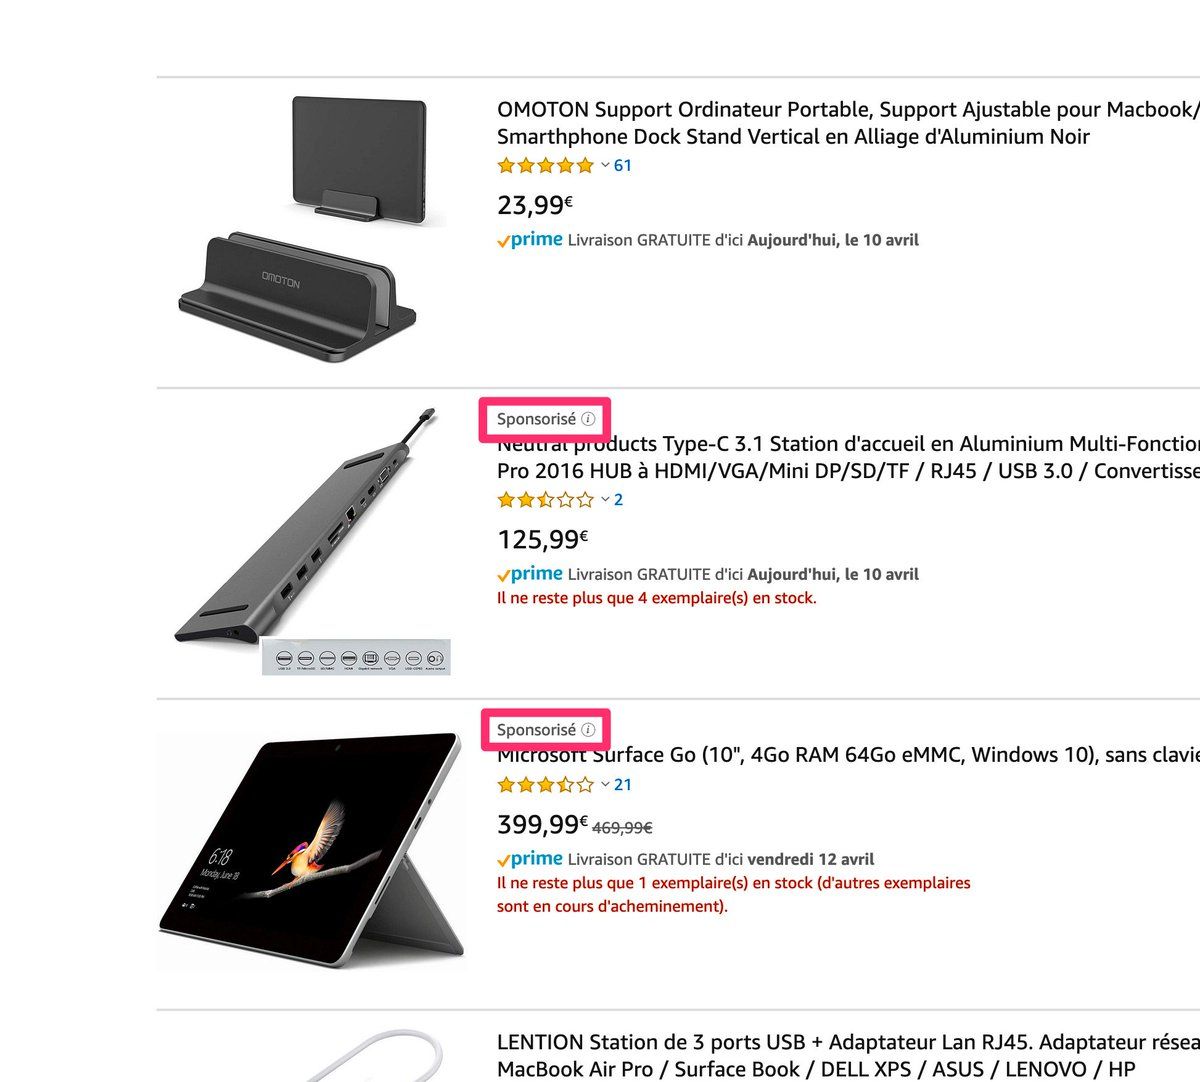 OMOTON Support Ordinateur Portable, Support Ajustable pour Macbook/
Smarthphone Dock Stand Vertical en Alliage d'Aluminium Noir
61
23,99€
prime Livraison GRATUITE d'ici Aujourd'hui, le 10 avril
OMOTON
Sponsorisé
Neutral products Type-C 3.1 Station d'accueil en Aluminium Multi-Fonction
Pro 2016 HUB à HDMI/VGA/Mini DP/SD/TF / RJ45 / USB 3.0 / Convertisse
2
125,99€
prime Livraison GRATUITE d'ici Aujourd'hui, le 10 avril
Il ne reste plus que 4 exemplaire(s) en stock.
Sponsorisé
Microsoft Surface Go (10", 4Go RAM 64Go eMMC, Windows 10), sans clavie
21
399,99€ 469,99€
prime Livraison GRATUITE d'ici vendredi 12 avril
Il ne reste plus que 1 exemplaire(s) en stock (d'autres exemplaires
sont en cours d'acheminement).
6:18
Monday, June 18
LENTION Station de 3 ports USB + Adaptateur Lan RJ45. Adaptateur résea
MacBook Air Pro / Surface Book / DELL XPS / ASUS / LENOVO / HP